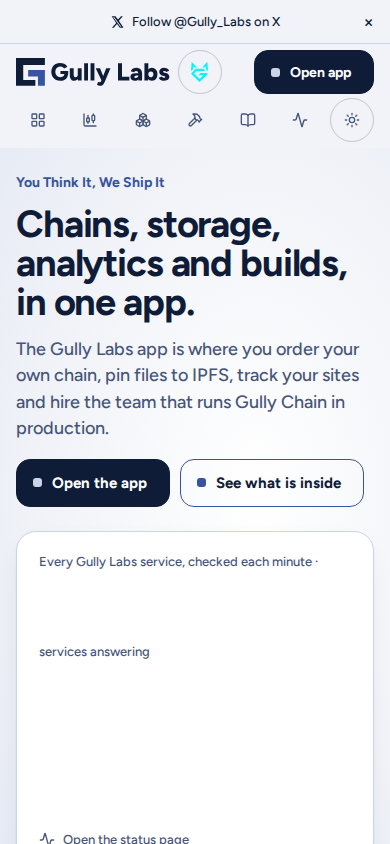 Follow @Gully_Labs on X
×
Gully Labs
Open app
You Think It, We Ship It
Chains, storage,
analytics and builds,
in one app.
The Gully Labs app is where you order your
own chain, pin files to IPFS, track your sites
and hire the team that runs Gully Chain in
production.
Open the app
See what is inside
Every Gully Labs service, checked each minute ·
services answering
Open the status page